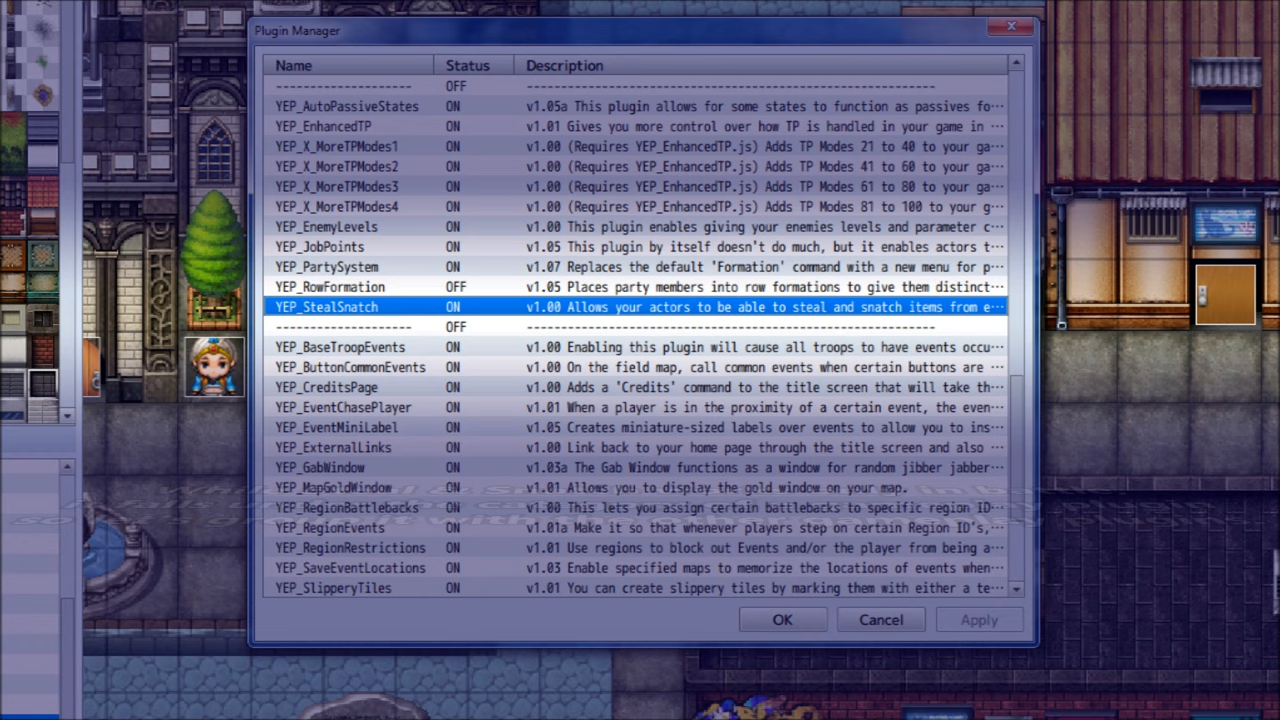 Plugin Manager
Name Status Description
-------------------- OFF --------------------------------------------------
YEP_AutoPassiveStates ON v1.05a This plugin allows for some states to function as passives fo···
YEP_EnhancedTP ON v1.01 Gives you more control over how TP is handled in your game in ···
YEP_X_MoreTPModes1 ON v1.00 (Requires YEP_EnhancedTP.js) Adds TP Modes 21 to 40 to your ga···
YEP_X_MoreTPModes2 ON v1.00 (Requires YEP_EnhancedTP.js) Adds TP Modes 41 to 60 to your ga···
YEP_X_MoreTPModes3 ON v1.00 (Requires YEP_EnhancedTP.js) Adds TP Modes 61 to 80 to your ga···
YEP_X_MoreTPModes4 ON v1.00 (Requires YEP_EnhancedTP.js) Adds TP Modes 81 to 100 to your g···
YEP_EnemyLevels ON v1.00 This plugin enables giving your enemies levels and parameter c···
YEP_JobPoints ON v1.05 This plugin by itself doesn't do much, but it enables actors t···
YEP_PartySystem ON v1.07 Replaces the default 'Formation' command with a new menu for p···
YEP_RowFormation OFF v1.05 Places party members into row formations to give them distinct···
YEP_StealSnatch ON v1.00 Allows your actors to be able to steal and snatch items from e···
-------------------- OFF --------------------------------------------------
YEP_BaseTroopEvents ON v1.00 Enabling this plugin will cause all troops to have events occu···
YEP_ButtonCommonEvents ON v1.00 On the field map, call common events when certain buttons are ···
YEP_CreditsPage ON v1.00 Adds a 'Credits' command to the title screen that will take th···
YEP_EventChasePlayer ON v1.01 When a player is in the proximity of a certain event, the even···
YEP_EventMiniLabel ON v1.05 Creates miniature-sized labels over events to allow you to ins···
YEP_ExternalLinks ON v1.00 Link back to your home page through the title screen and also ···
YEP_GabWindow ON v1.03a The Gab Window functions as a window for random jibber jabber···
YEP_MapGoldWindow ON v1.01 Allows you to display the gold window on your map.
YEP_RegionBattlebacks ON v1.00 This lets you assign certain battlebacks to specific region ID···
YEP_RegionEvents ON v1.01a Make it so that whenever players step on certain Region ID's,···
YEP_RegionRestrictions ON v1.01 Use regions to block out Events and/or the player from being a···
YEP_SaveEventLocations ON v1.03 Enable specified maps to memorize the locations of events when···
YEP_SlipperyTiles ON v1.01 You can create slippery tiles by marking them with either a te···
OK Cancel Apply